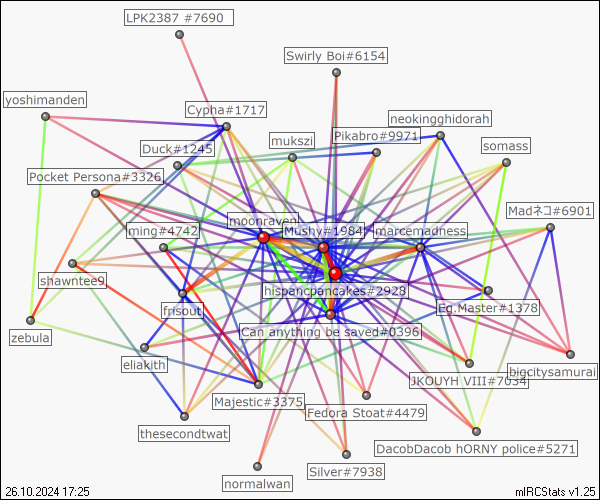 LPK2387 #7690
Swirly Boi#6154
yoshimanden
Cypha#1717
neokingghidorah
Pikabro#9971
mukszi
somass
Duck#1245
Pocket Persona#3326
Madネコ#6901
moonraven
Mushy#1984
marcemadness
ming#4742
shawntee9
hispancpancakes#2928
frisout
Eg.Master#1378
Can anything be saved#0396
zebula
eliakith
bigcitysamurai
JKOUYH VIII#7034
Majestic#3375
Fedora Stoat#4479
thesecondtwat
DacobDacob hORNY police#5271
Silver#7938
normalwan
26.10.2024 17:25
mIRCStats v1.25